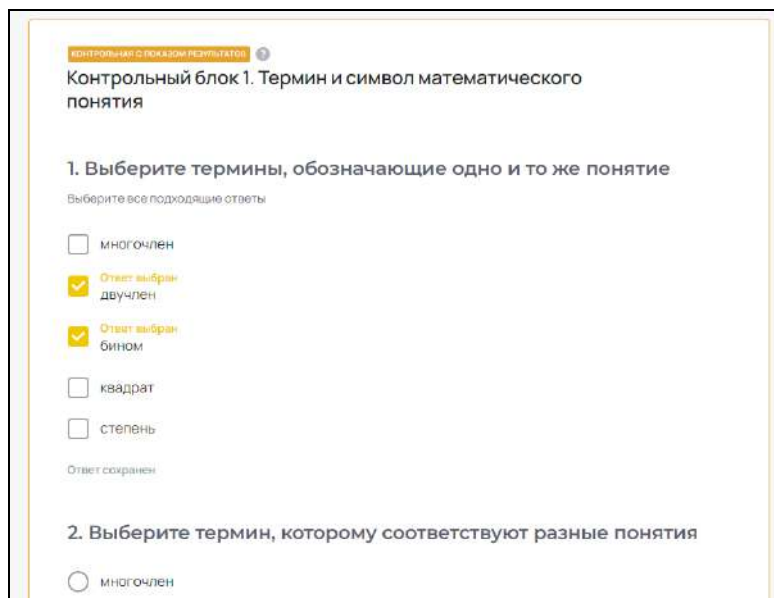 КОНТРОЛЬНАЯ С ПОКАЗОМ РЕЗУЛЬТАТОВ ?
Контрольный блок 1. Термин и символ математического
понятия
1. Выберите термины, обозначающие одно и то же понятие
Выберите все подходящие ответы
многочлен
Ответ выбран
двучлен
Ответ выбран
бином
квадрат
степень
Ответ сохранен
2. Выберите термин, которому соответствуют разные понятия
многочлен